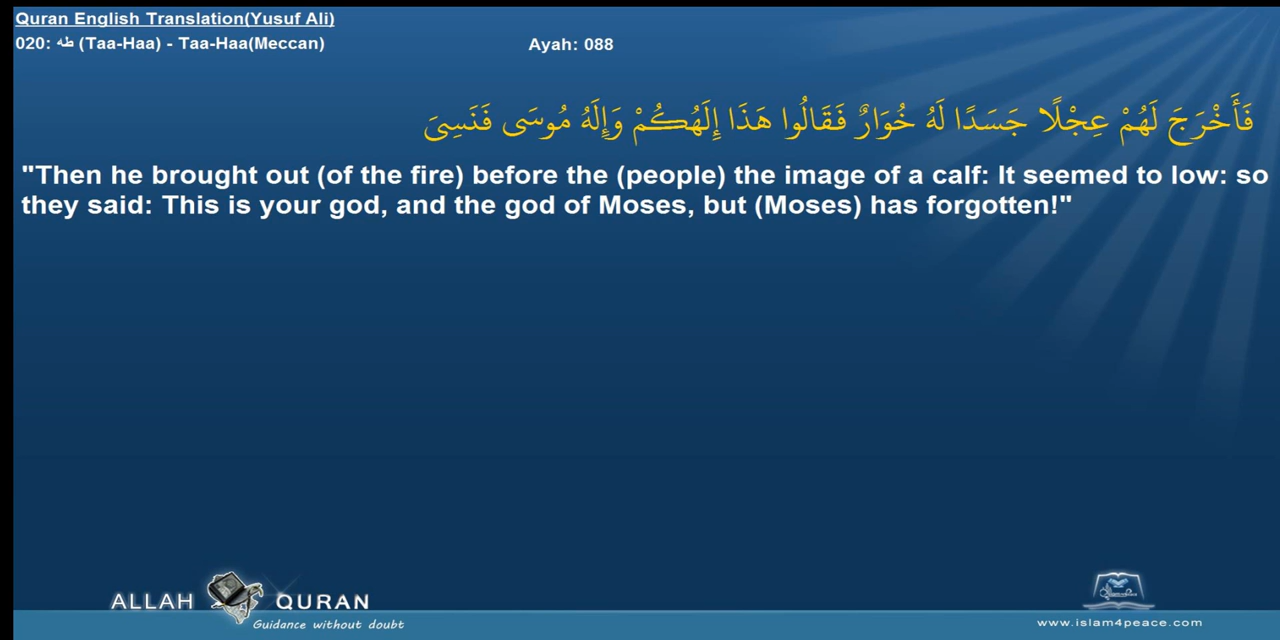 Quran English Translation(Yusuf Ali)
020: طه (Taa-Haa) - Taa-Haa(Meccan)
Ayah: 088
فَأَخْرَجَ لَهُمْ عِجْلًا جَسَدًا لَهُ خُوَارٌ فَقَالُوا هَذَا إِلَهُكُمْ وَإِلَهُ مُوسَى فَنَسِيَ
"Then he brought out (of the fire) before the (people) the image of a calf: It seemed to low: so
they said: This is your god, and the god of Moses, but (Moses) has forgotten!"
ALLAH QURAN
Guidance without doubt
www.islam4peace.com